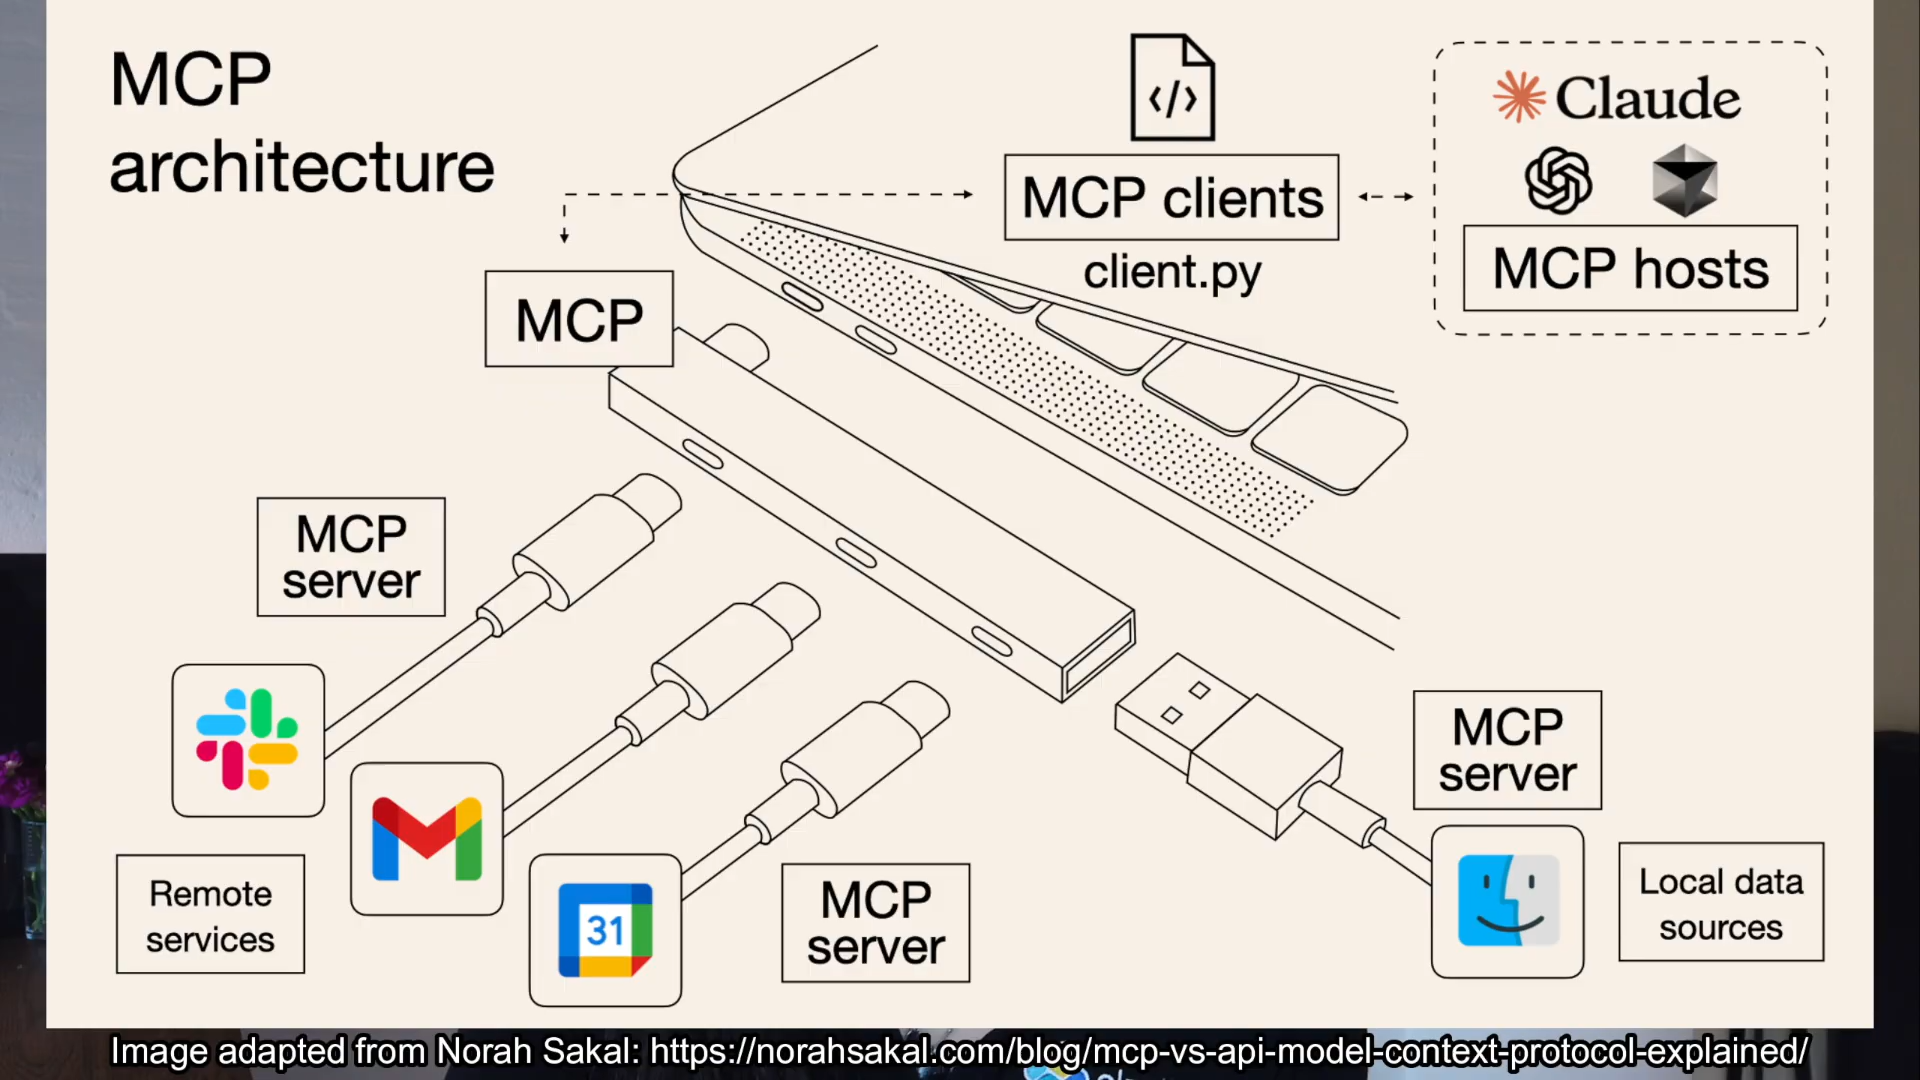 MCP
architecture
</>
MCP clients
client.py
Claude
MCP hosts
MCP
MCP
server
MCP
server
MCP
server
31
Remote
services
Local data
sources
Image adapted from Norah Sakal: https://norahsakal.com/blog/mcp-vs-api-model-context-protocol-explained/